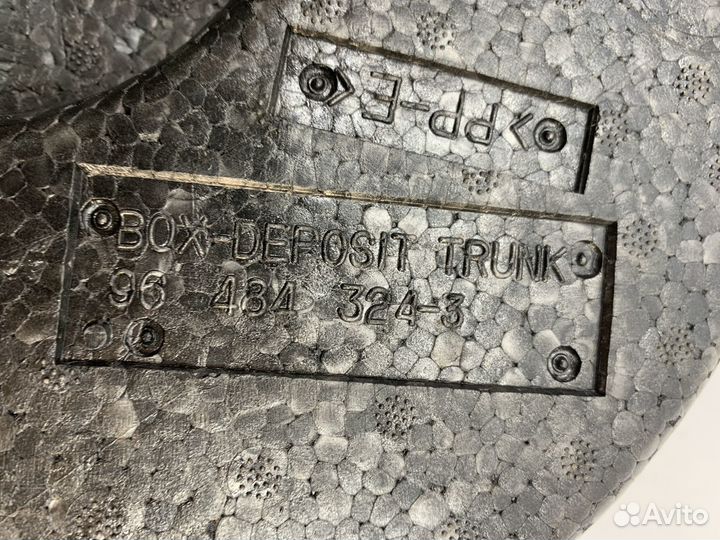 >PP-E<
BOX-DEPOSIT TRUNK
96 484 324-3
Avito